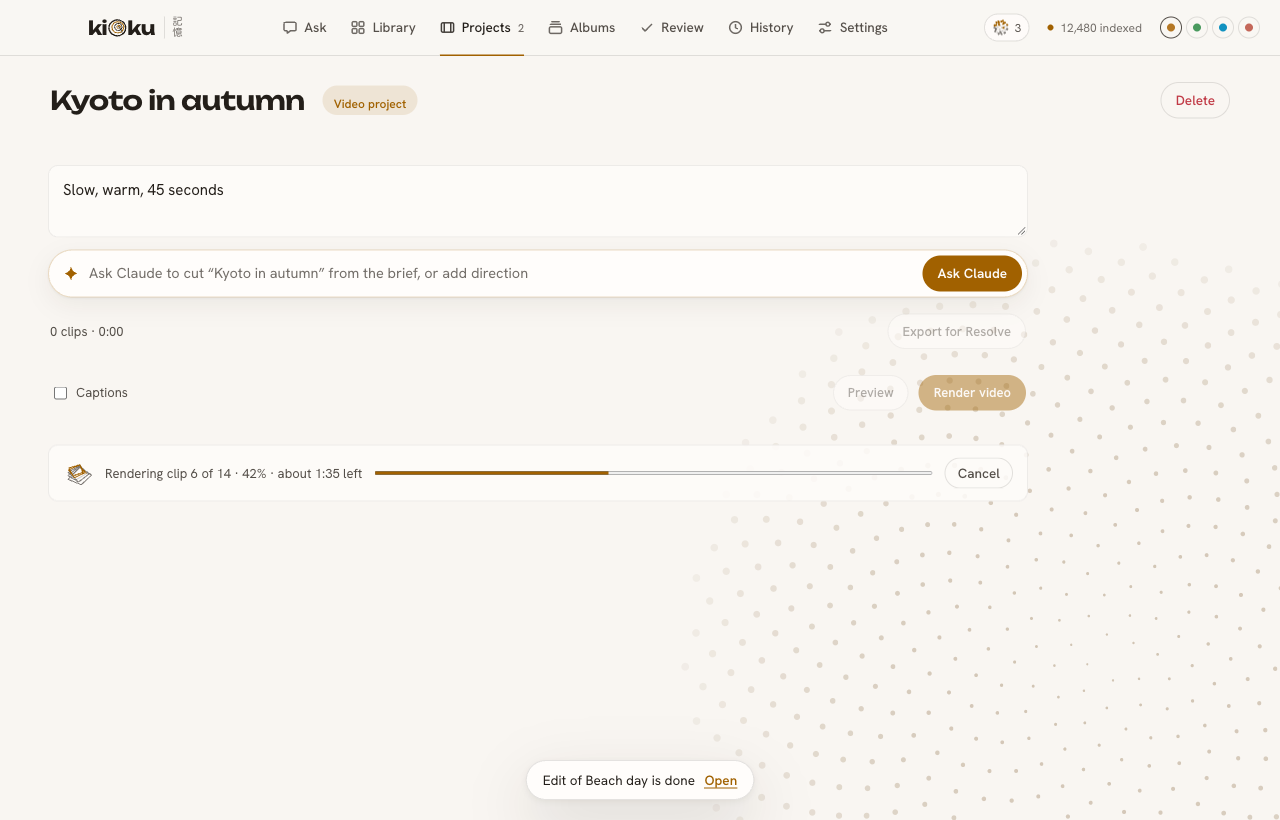 kioku 記憶
Ask
Library
Projects 2
Albums
Review
History
Settings
3
12,480 indexed
Kyoto in autumn
Video project
Delete
Slow, warm, 45 seconds
Ask Claude to cut “Kyoto in autumn” from the brief, or add direction
Ask Claude
0 clips · 0:00
Export for Resolve
Captions
Preview
Render video
Rendering clip 6 of 14 · 42% · about 1:35 left
Cancel
Edit of Beach day is done Open